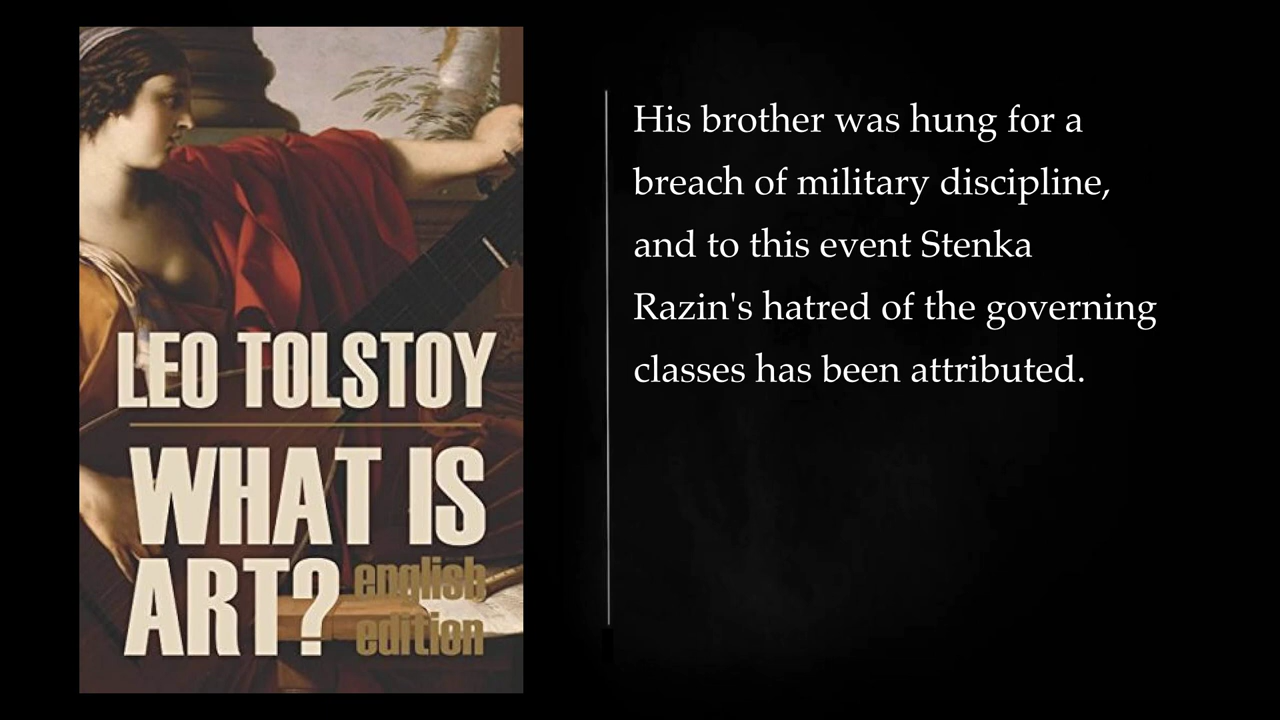 LEO TOLSTOY
WHAT IS
ART?
english
edition
His brother was hung for a
breach of military discipline,
and to this event Stenka
Razin's hatred of the governing
classes has been attributed.